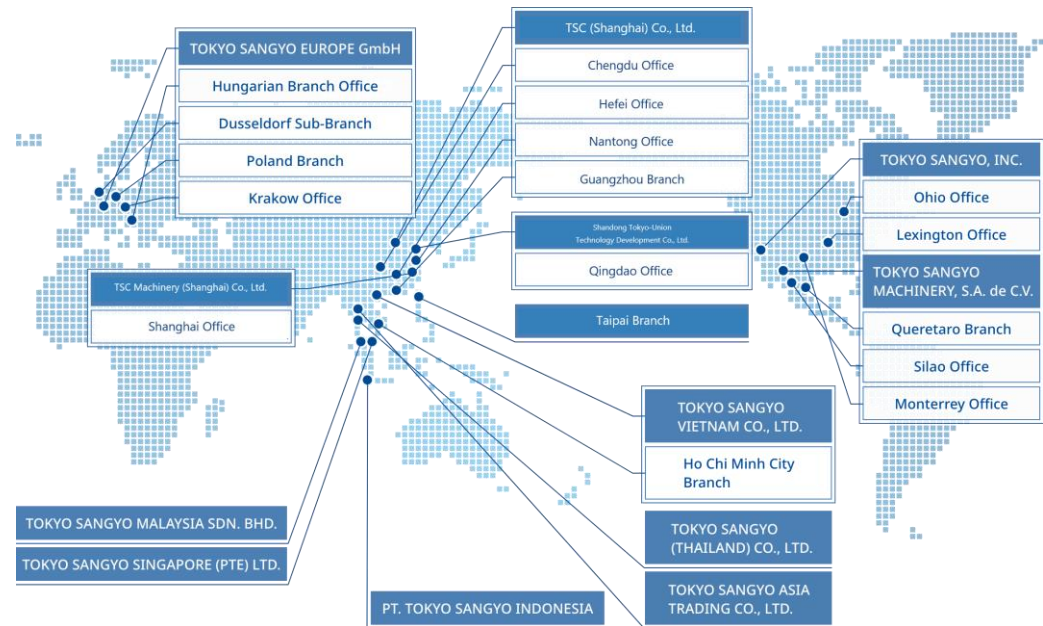 TOKYO SANGYO EUROPE GmbH
Hungarian Branch Office
Dusseldorf Sub-Branch
Poland Branch
Krakow Office
TSC (Shanghai) Co., Ltd.
Chengdu Office
Hefei Office
Nantong Office
Guangzhou Branch
Shandong Tokyo-Union
Technology Development Co., Ltd.
Qingdao Office
Taipai Branch
TSC Machinery (Shanghai) Co., Ltd.
Shanghai Office
TOKYO SANGYO, INC.
Ohio Office
Lexington Office
TOKYO SANGYO
MACHINERY, S.A. de C.V.
Queretaro Branch
Silao Office
Monterrey Office
TOKYO SANGYO
VIETNAM CO., LTD.
Ho Chi Minh City
Branch
TOKYO SANGYO
(THAILAND) CO., LTD.
TOKYO SANGYO ASIA
TRADING CO., LTD.
TOKYO SANGYO MALAYSIA SDN. BHD.
TOKYO SANGYO SINGAPORE (PTE) LTD.
PT. TOKYO SANGYO INDONESIA